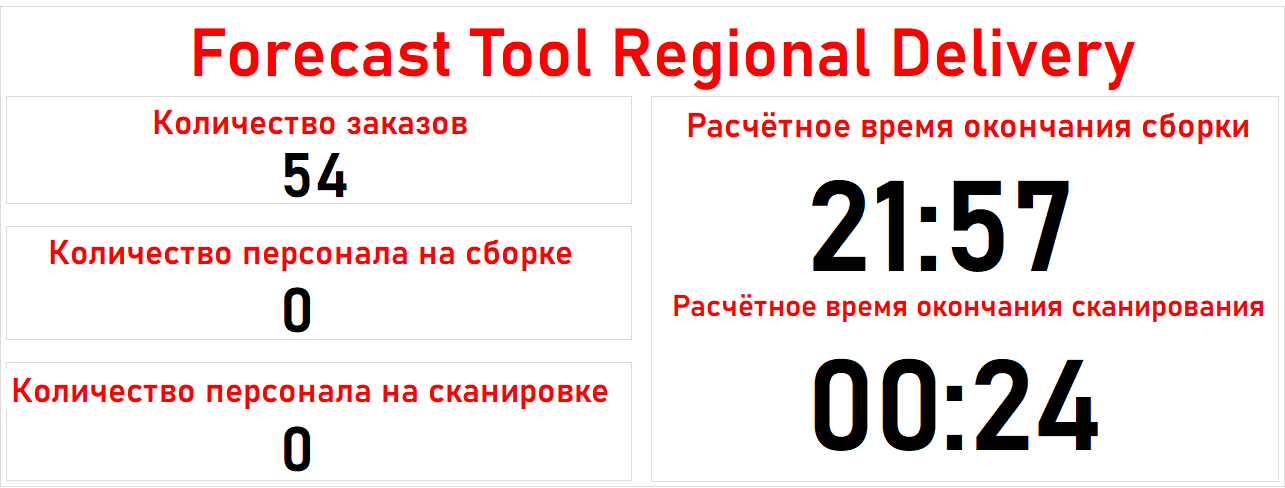 Forecast Tool Regional Delivery
Количество заказов
54
Количество персонала на сборке
0
Количество персонала на сканировке
0
Расчётное время окончания сборки
21:57
Расчётное время окончания сканирования
00:24